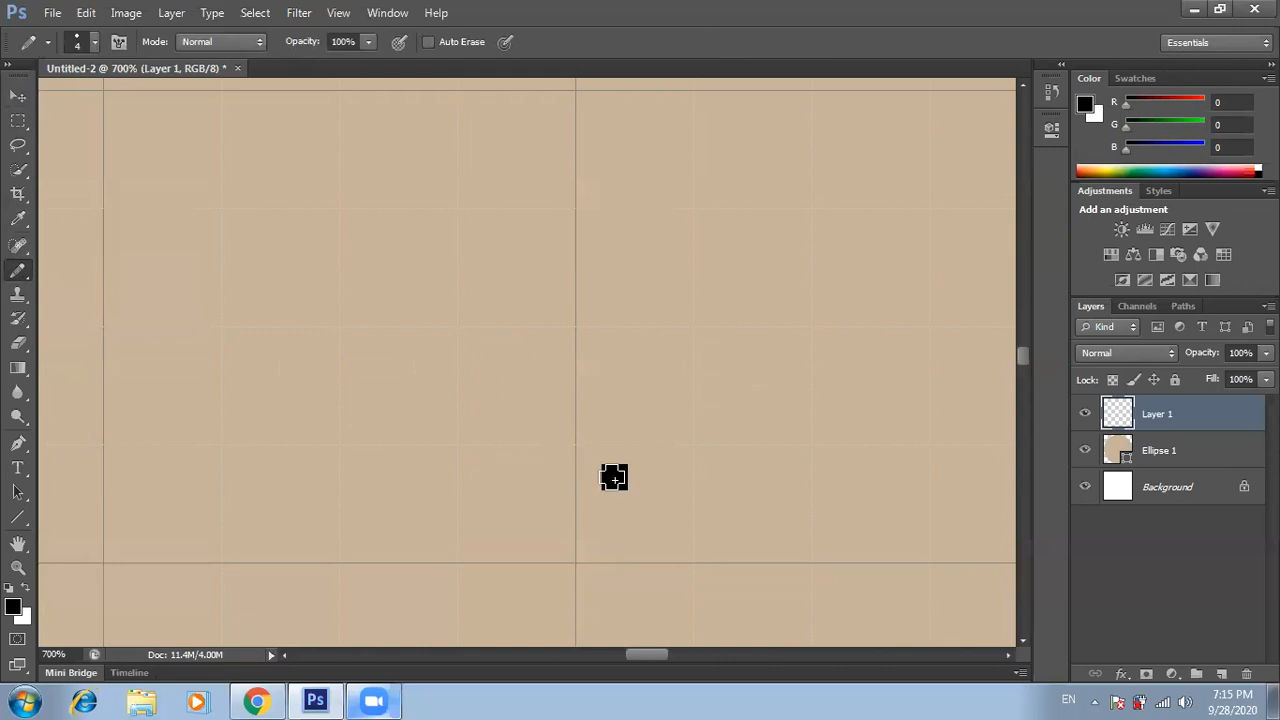 Ps File Edit Image Layer Type Select Filter View Window Help
4 Mode: Normal Opacity: 100% Auto Erase Essentials
Untitled-2 @ 700% (Layer 1, RGB/8) * ×
Color Swatches
R 0
G 0
B 0
Adjustments Styles
Add an adjustment
Layers Channels Paths
Kind
Normal Opacity: 100%
Lock: Fill: 100%
Layer 1
Ellipse 1
Background
700% Doc: 11.4M/4.00M
Mini Bridge Timeline
Ps EN 7:15 PM
9/28/2020